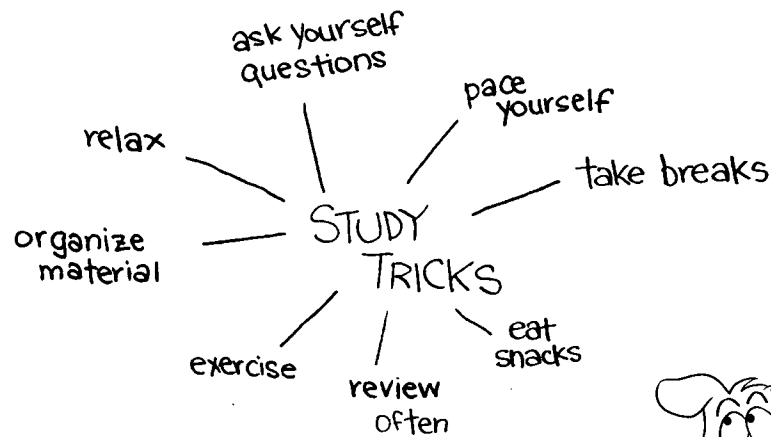 ask yourself
questions
pace
yourself
relax
take breaks
STUDY
TRICKS
organize
material
exercise
review
often
eat
snacks